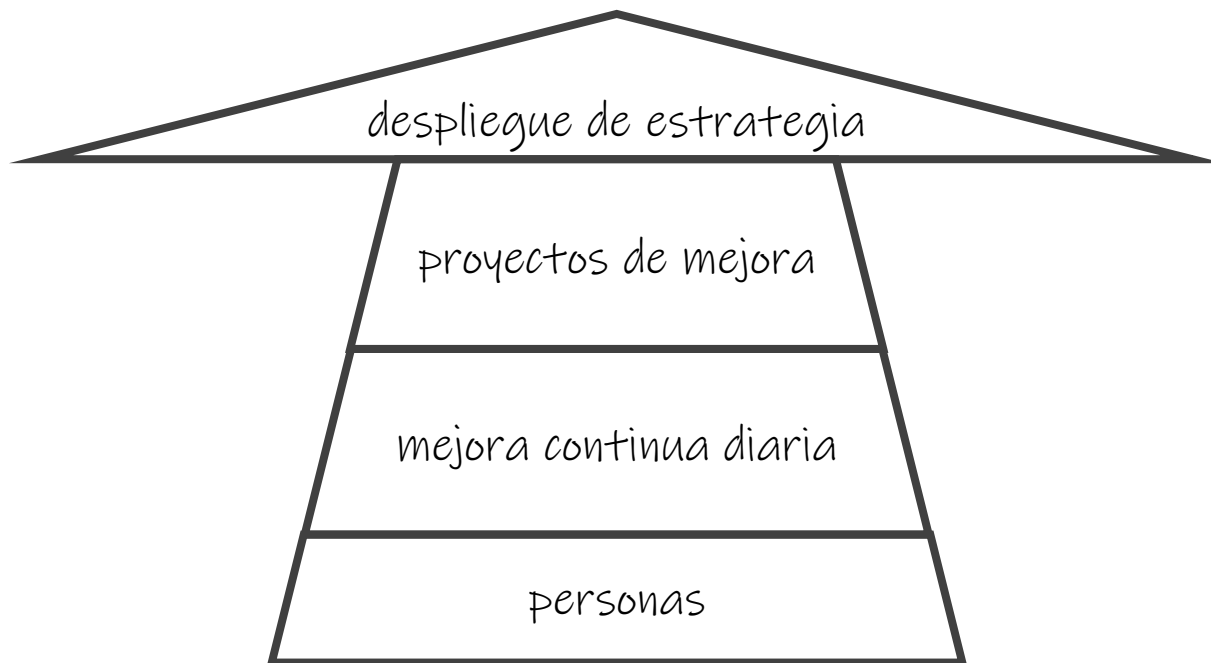 despliegue de estrategia
proyectos de mejora
mejora continua diaria
personas